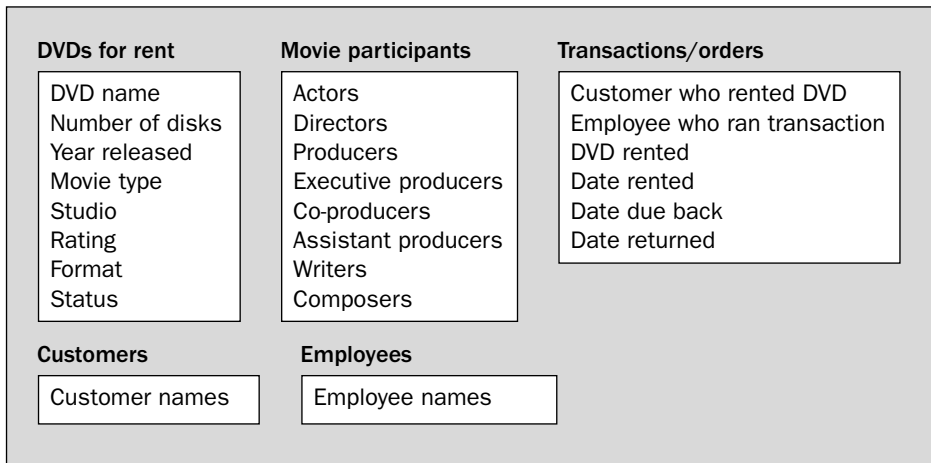 DVDs for rent
DVD name
Number of disks
Year released
Movie type
Studio
Rating
Format
Status
Movie participants
Actors
Directors
Producers
Executive producers
Co-producers
Assistant producers
Writers
Composers
Transactions/orders
Customer who rented DVD
Employee who ran transaction
DVD rented
Date rented
Date due back
Date returned
Customers
Customer names
Employees
Employee names